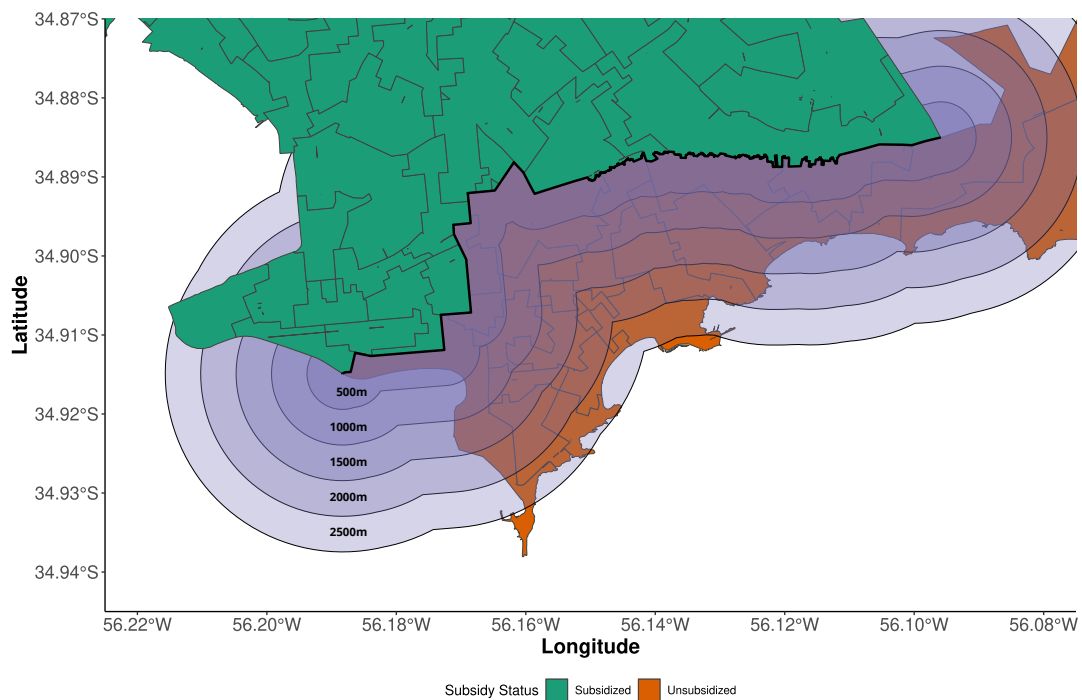 34.87°S
34.88°S
34.89°S
34.90°S
34.91°S
34.92°S
34.93°S
34.94°S
Latitude
500m
1000m
1500m
2000m
2500m
56.22°W 56.20°W 56.18°W 56.16°W 56.14°W 56.12°W 56.10°W 56.08°W
Longitude
Subsidy Status Subsidized Unsubsidized